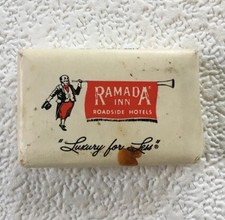 RAMADA®
INN
ROADSIDE HOTELS
"Luxury for Less"®